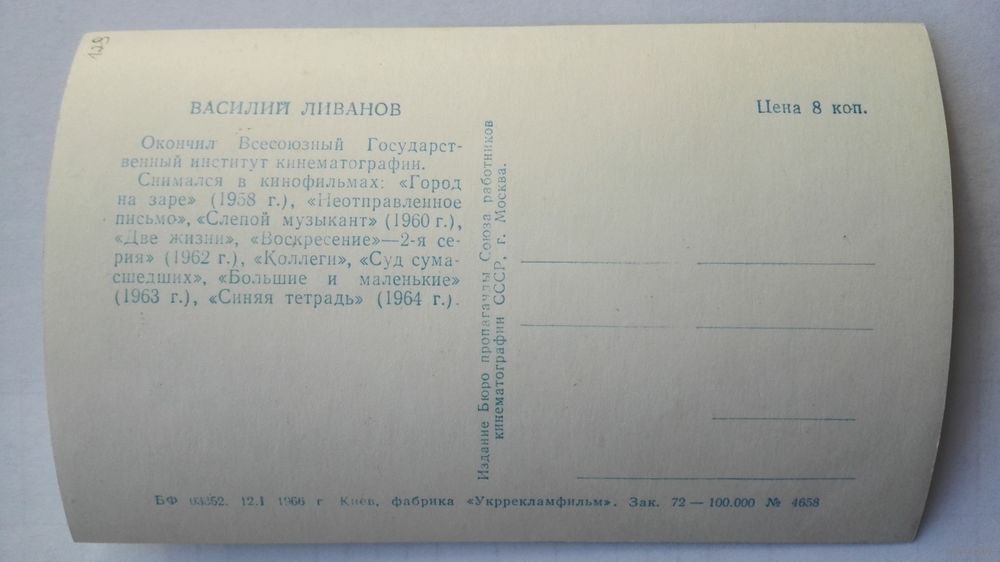 129
ВАСИЛИЙ ЛИВАНОВ
Окончил Всесоюзный Государст-
венный институт кинематографии.
Снимался в кинофильмах: «Город
на заре» (1958 г.), «Неотправленное
письмо», «Слепой музыкант» (1960 г.),
«Две жизни», «Воскресение»—2-я се-
рия» (1962 г.), «Коллеги», «Суд сума-
сшедших», «Большие и маленькие»
(1963 г.), «Синяя тетрадь» (1964 г.).
Издание Бюро пропаганды Союза работников
кинематографии СССР, г. Москва.
Цена 8 коп.
БФ 03352. 12.I 1966 г Киев, фабрика «Укррекламфильм». Зак. 72 — 100.000 № 4658